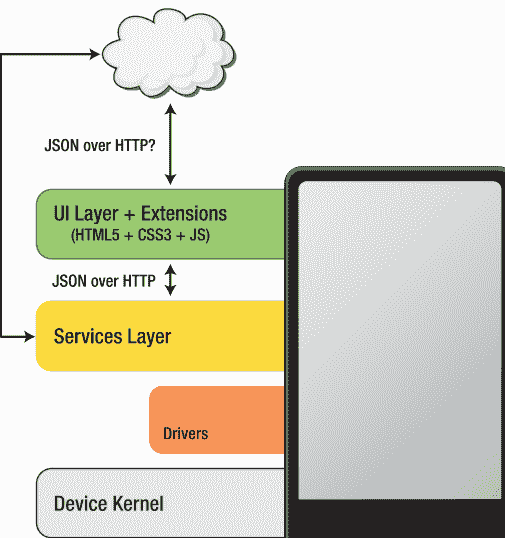 JSON over HTTP?
UI Layer + Extensions
(HTML5 + CSS3 + JS)
JSON over HTTP
Services Layer
Drivers
Device Kernel